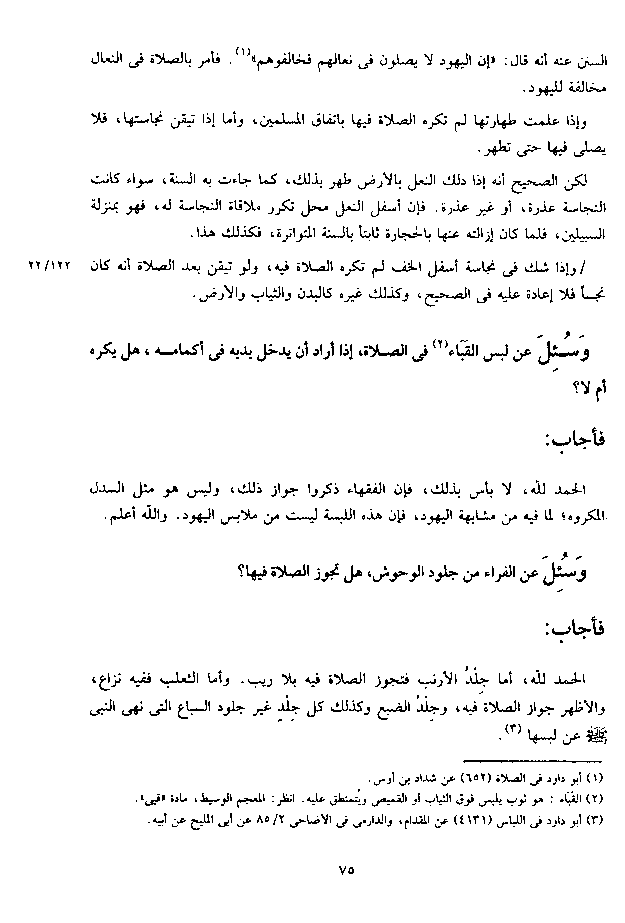 السنن عنه أنه قال: «إن اليهود لا يصلون فى نعالهم فخالفوهم»(١). فأمر بالصلاة فى النعال
مخالفة لليهود.
وإذا علمت طهارتها لم تكره الصلاة فيها باتفاق المسلمين، وأما إذا تيقن نجاستها، فلا
يصلى فيها حتى تطهر.
لكن الصحيح أنه إذا دلك النعل بالأرض طهر بذلك، كما جاءت به السنة، سواء كانت
النجاسة عذرة، أو غير عذرة. فإن أسفل النعل محل تكرر ملاقاة النجاسة له، فهو بمنزلة
السبيلين، فلما كان إزالته عنها بالحجارة ثابتاً بالسنة المتواترة، فكذلك هذا.
/ وإذا شك فى نجاسة أسفل الخف لم تكره الصلاة فيه، ولو تيقن بعد الصلاة أنه كان ٢٢/١٢٢
نجساً فلا إعادة عليه فى الصحيح، وكذلك غيره كالبدن والثياب والأرض.
وَسُئِلَ عن لبس القَبَاء(٢) فى الصلاة، إذا أراد أن يدخل يديه فى أكمامه، هل يكره
أم لا؟
فأجاب:
الحمد لله، لا بأس بذلك، فإن الفقهاء ذكروا جواز ذلك، وليس هو مثل السدل
المكروه؛ لما فيه من مشابهة اليهود، فإن هذه اللبسة ليست من ملابس اليهود. والله أعلم.
وَسُئِلَ عن الفراء من جلود الوحوش، هل تجوز الصلاة فيها؟
فأجاب:
الحمد لله، أما جِلْدُ الأرنب فتجوز الصلاة فيه بلا ريب. وأما الثعلب ففيه نزاع،
والأظهر جواز الصلاة فيه، وجلْدُ الضبع وكذلك كل جلْدٍ غير جلود السباع التى نهى النبى
ﷺ عن لبسها (٣).
(١) أبو داود فى الصلاة (٦٥٢) عن شداد بن أوس.
(٢) القَبَاء : هو ثوب يلبس فوق الثياب أو القميص ويُتمنطق عليه. انظر: المعجم الوسيط، مادة «قبى».
(٣) أبو داود فى اللباس (٤١٣١) عن المقدام، والدارمى فى الأضاحى ٨٥/٢ عن أبى المليح عن أبيه.
٧٥